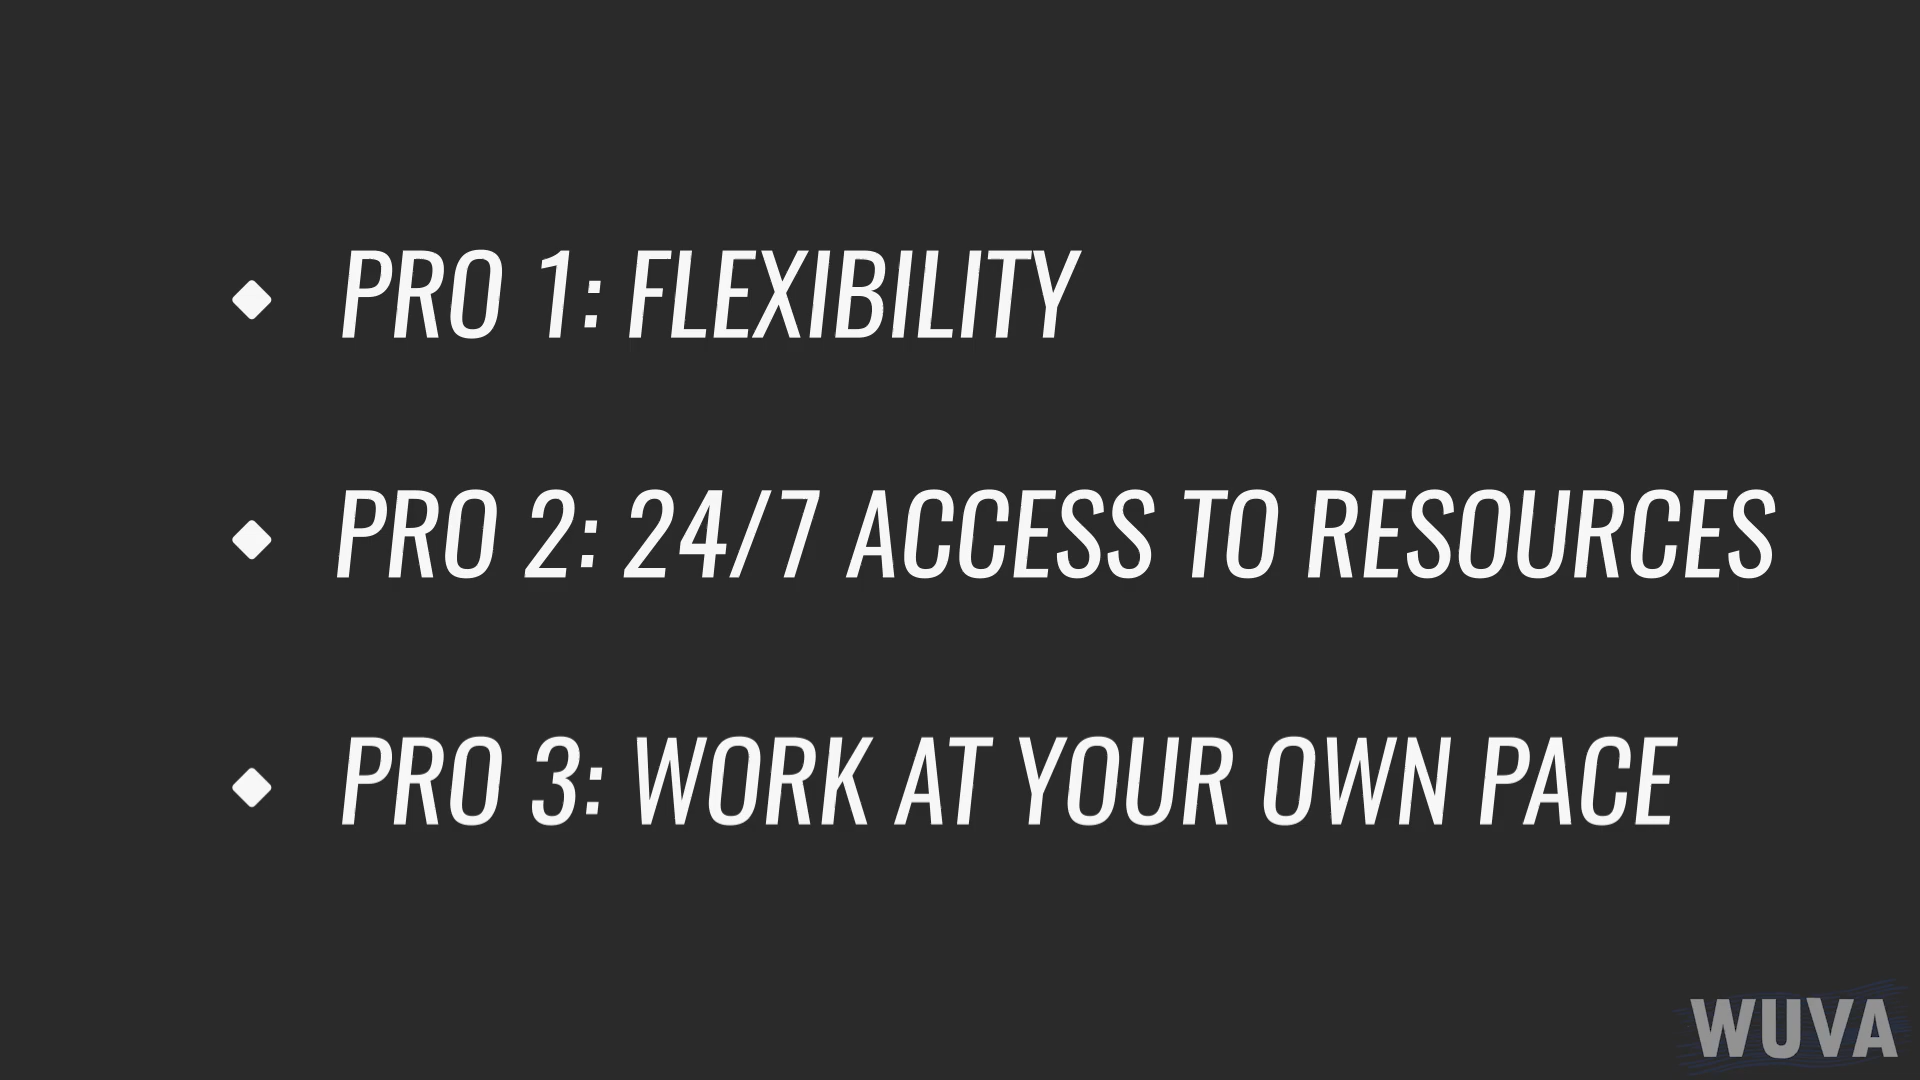 PRO 1: FLEXIBILITY
PRO 2: 24/7 ACCESS TO RESOURCES
PRO 3: WORK AT YOUR OWN PACE
WUVA